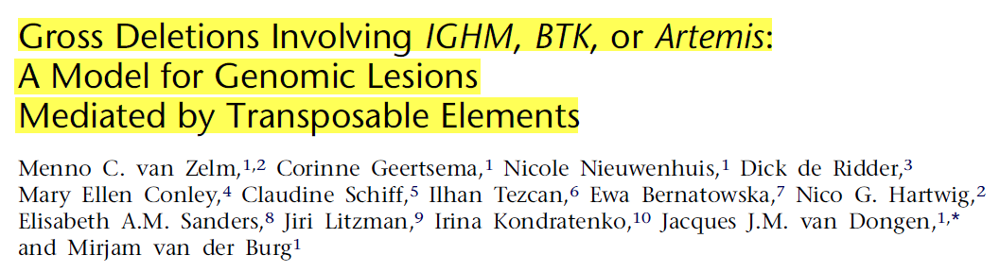 Gross Deletions Involving IGHM, BTK, or Artemis:
A Model for Genomic Lesions
Mediated by Transposable Elements
Menno C. van Zelm,1,2 Corinne Geertsema,1 Nicole Nieuwenhuis,1 Dick de Ridder,3
Mary Ellen Conley,4 Claudine Schiff,5 Ilhan Tezcan,6 Ewa Bernatowska,7 Nico G. Hartwig,2
Elisabeth A.M. Sanders,8 Jiri Litzman,9 Irina Kondratenko,10 Jacques J.M. van Dongen,1,*
and Mirjam van der Burg1